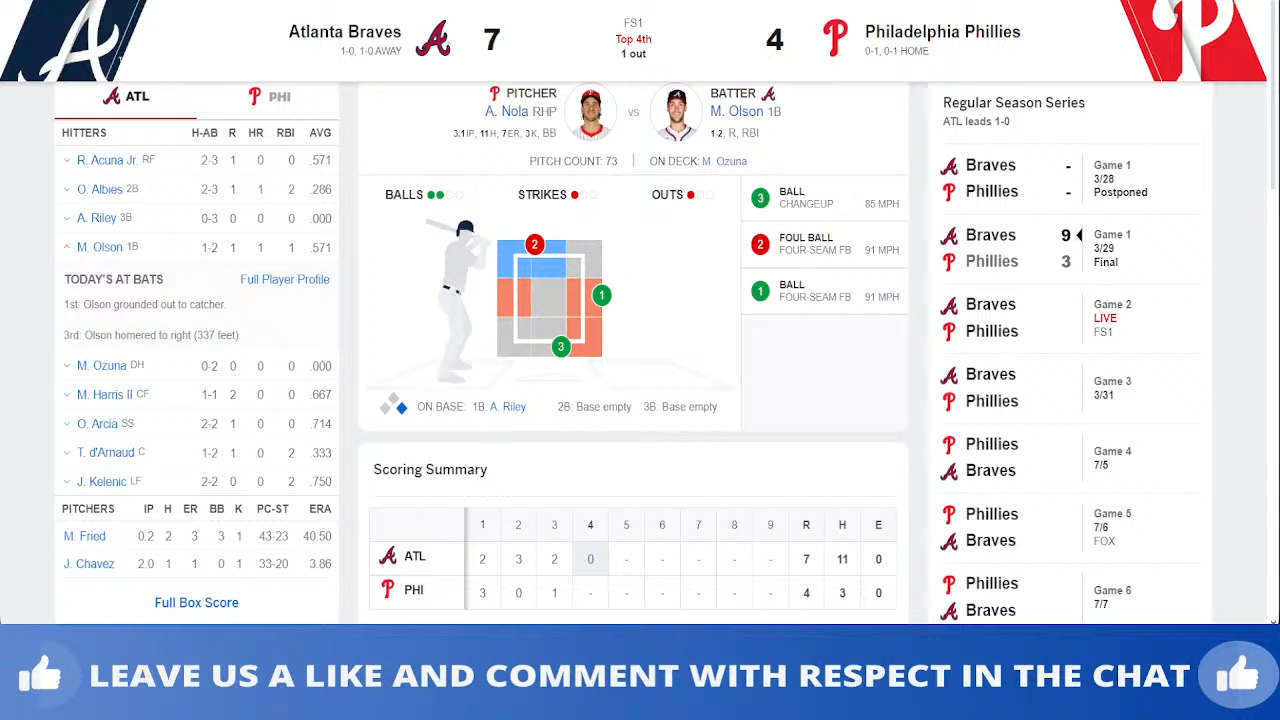 Atlanta Braves
1-0, 1-0 AWAY
7
FS1
Top 4th
1 out
4
Philadelphia Phillies
0-1, 0-1 HOME
ATL
PHI
HITTERS H-AB R HR RBI AVG
R. Acuna Jr. RF 2-3 1 0 0 .571
O. Albies 2B 2-3 1 1 2 .286
A. Riley 3B 0-3 0 0 0 .000
M. Olson 1B 1-2 1 1 1 .571
TODAY'S AT BATS Full Player Profile
1st: Olson grounded out to catcher.
3rd: Olson homered to right (337 feet)
M. Ozuna DH 0-2 0 0 0 .000
M. Harris II CF 1-1 2 0 0 .667
O. Arcia SS 2-2 1 0 0 .714
T. d'Arnaud C 1-2 1 0 2 .333
J. Kelenic LF 2-2 0 0 2 .750
PITCHERS IP H ER BB K PC-ST ERA
M. Fried 0.2 2 3 3 1 43-23 40.50
J. Chavez 2.0 1 1 0 1 33-20 3.86
Full Box Score
PITCHER
A. Nola RHP
3.1IP, 11H, 7ER, 3K, BB
VS
BATTER
M. Olson 1B
1-2, R, RBI
PITCH COUNT: 73 ON DECK: M. Ozuna
BALLS STRIKES OUTS
2
1
3
ON BASE: 1B: A. Riley 2B: Base empty 3B: Base empty
3 BALL
CHANGEUP 85 MPH
2 FOUL BALL
FOUR-SEAM FB 91 MPH
1 BALL
FOUR-SEAM FB 91 MPH
Scoring Summary
1 2 3 4 5 6 7 8 9 R H E
ATL 2 3 2 0 - - - - - 7 11 0
PHI 3 0 1 - - - - - - 4 3 0
Regular Season Series
ATL leads 1-0
Braves - Game 1
3/28
Phillies - Postponed
Braves 9 Game 1
3/29
Phillies 3 Final
Braves Game 2
LIVE
Phillies FS1
Braves Game 3
Phillies 3/31
Phillies Game 4
Braves 7/5
Phillies Game 5
7/6
Braves FOX
Phillies Game 6
Braves 7/7
LEAVE US A LIKE AND COMMENT WITH RESPECT IN THE CHAT